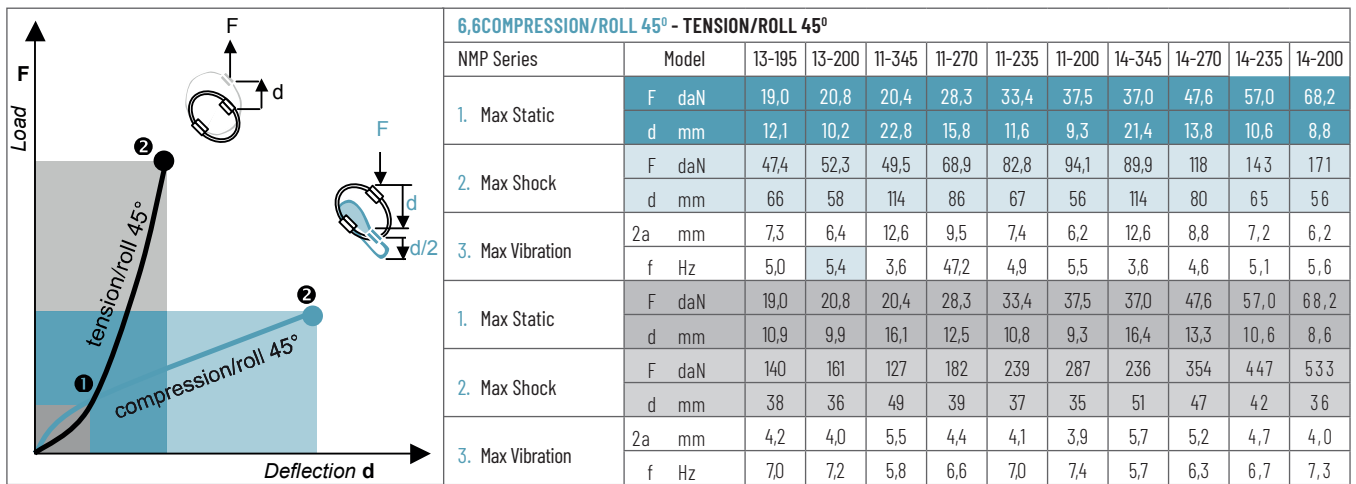 F
Load
F
d
F
d
d/2
❷
❷
❶
tension/roll 45°
compression/roll 45°
Deflection d
6,6COMPRESSION/ROLL 45⁰ - TENSION/ROLL 45⁰
NMP Series Model 13-195 13-200 11-345 11-270 11-235 11-200 14-345 14-270 14-235 14-200
1. Max Static
F daN 19,0 20,8 20,4 28,3 33,4 37,5 37,0 47,6 57,0 68,2
d mm 12,1 10,2 22,8 15,8 11,6 9,3 21,4 13,8 10,6 8,8
2. Max Shock
F daN 47,4 52,3 49,5 68,9 82,8 94,1 89,9 118 143 171
d mm 66 58 114 86 67 56 114 80 65 56
3. Max Vibration
2a mm 7,3 6,4 12,6 9,5 7,4 6,2 12,6 8,8 7,2 6,2
f Hz 5,0 5,4 3,6 47,2 4,9 5,5 3,6 4,6 5,1 5,6
1. Max Static
F daN 19,0 20,8 20,4 28,3 33,4 37,5 37,0 47,6 57,0 68,2
d mm 10,9 9,9 16,1 12,5 10,8 9,3 16,4 13,3 10,6 8,6
2. Max Shock
F daN 140 161 127 182 239 287 236 354 447 533
d mm 38 36 49 39 37 35 51 47 42 36
3. Max Vibration
2a mm 4,2 4,0 5,5 4,4 4,1 3,9 5,7 5,2 4,7 4,0
f Hz 7,0 7,2 5,8 6,6 7,0 7,4 5,7 6,3 6,7 7,3